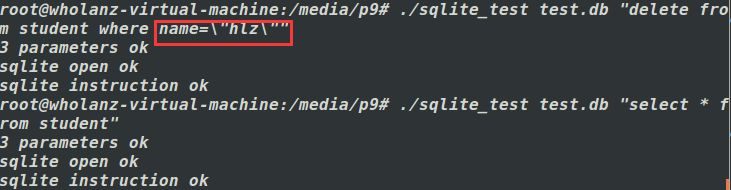 root@wholanz-virtual-machine:/media/p9# ./sqlite_test test.db "delete fro
m student where name=\"hlz\""
3 parameters ok
sqlite open ok
sqlite instruction ok
root@wholanz-virtual-machine:/media/p9# ./sqlite_test test.db "select * f
rom student"
3 parameters ok
sqlite open ok
sqlite instruction ok